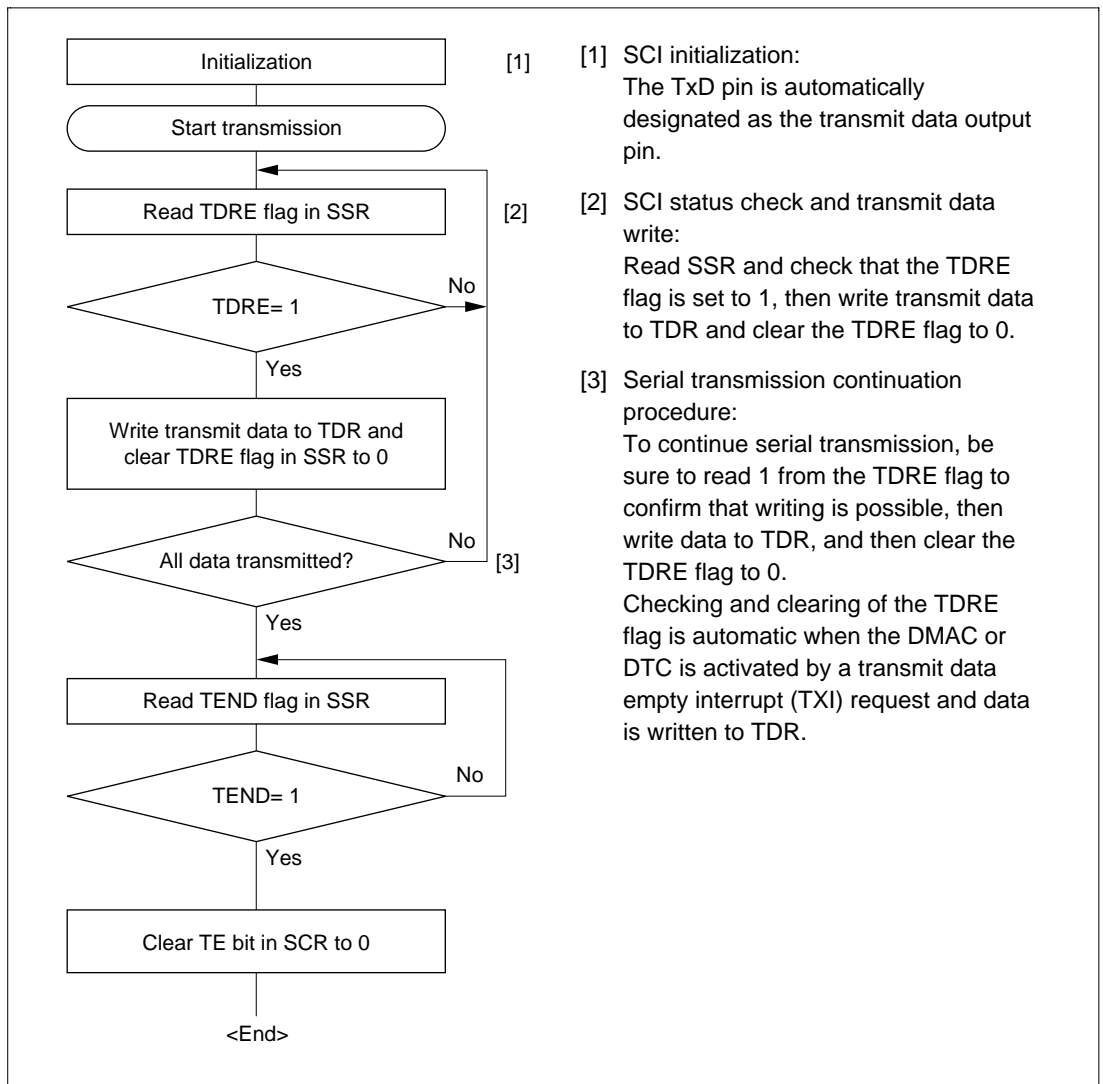 Initialization
[1]
Start transmission
Read TDRE flag in SSR
[2]
TDRE= 1
No
Yes
Write transmit data to TDR and
clear TDRE flag in SSR to 0
All data transmitted?
No
[3]
Yes
Read TEND flag in SSR
TEND= 1
No
Yes
Clear TE bit in SCR to 0
<End>
[1] SCI initialization:
The TxD pin is automatically
designated as the transmit data output
pin.
[2] SCI status check and transmit data
write:
Read SSR and check that the TDRE
flag is set to 1, then write transmit data
to TDR and clear the TDRE flag to 0.
[3] Serial transmission continuation
procedure:
To continue serial transmission, be
sure to read 1 from the TDRE flag to
confirm that writing is possible, then
write data to TDR, and then clear the
TDRE flag to 0.
Checking and clearing of the TDRE
flag is automatic when the DMAC or
DTC is activated by a transmit data
empty interrupt (TXI) request and data
is written to TDR.